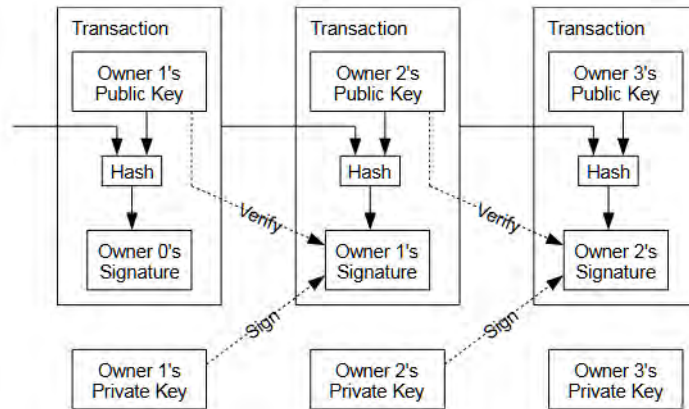 Transaction
Owner 1's
Public Key
Hash
Owner 0's
Signature
Transaction
Owner 2's
Public Key
Hash
Verify
Owner 1's
Signature
Transaction
Owner 3's
Public Key
Hash
Verify
Owner 2's
Signature
Sign
Sign
Owner 1's
Private Key
Owner 2's
Private Key
Owner 3's
Private Key